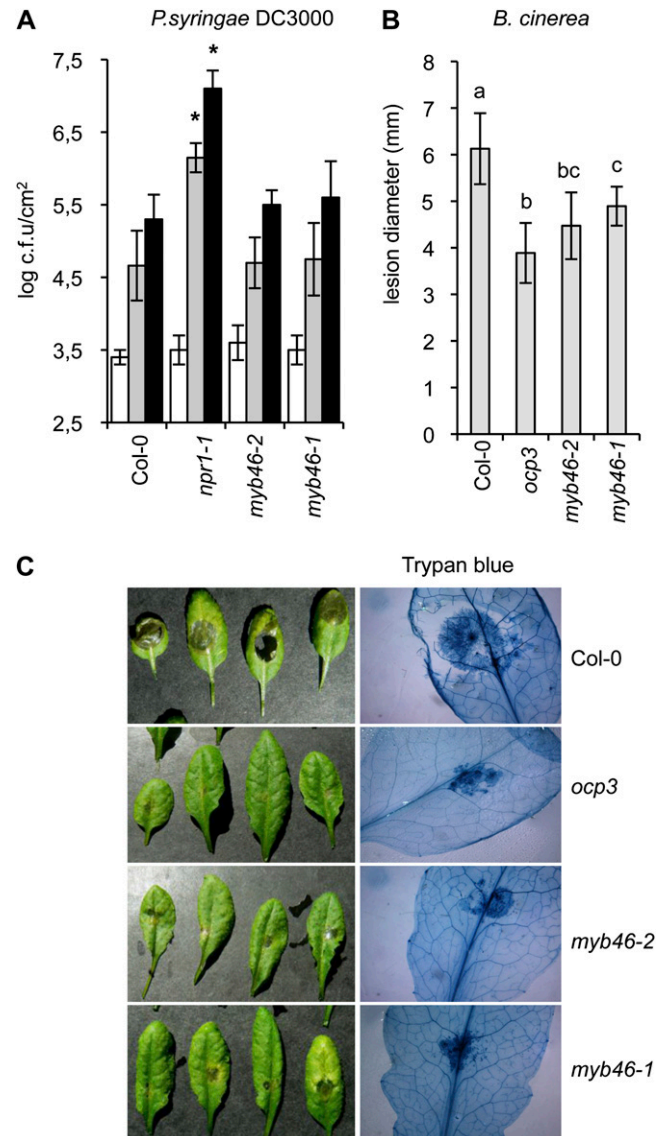 A
P.syringae DC3000
7,5
6,5
5,5
4,5
3,5
2,5
log c.f.u/cm²
*
*
Col-0
npr1-1
myb46-2
myb46-1
B
B. cinerea
8
7
6
5
4
3
2
1
0
lesion diameter (mm)
a
b
bc
c
Col-0
ocp3
myb46-2
myb46-1
C
Trypan blue
Col-0
ocp3
myb46-2
myb46-1